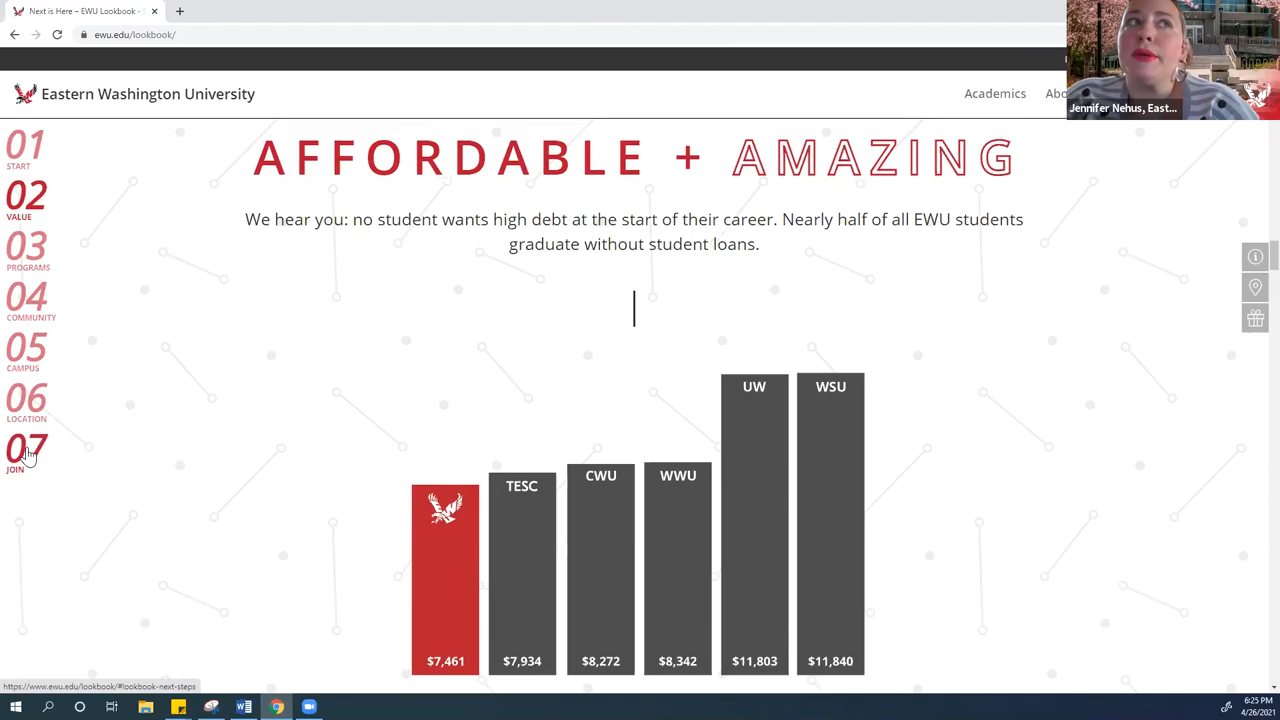 Next is Here – EWU Lookbook - E
ewu.edu/lookbook/
Eastern Washington University
Academics
Abo
Jennifer Nehus, East...
01
START
02
VALUE
03
PROGRAMS
04
COMMUNITY
05
CAMPUS
06
LOCATION
07
JOIN
AFFORDABLE + AMAZING
We hear you: no student wants high debt at the start of their career. Nearly half of all EWU students
graduate without student loans.
TESC
CWU
WWU
UW
WSU
$7,461
$7,934
$8,272
$8,342
$11,803
$11,840
https://www.ewu.edu/lookbook/#lookbook-next-steps
6:25 PM
4/26/2021